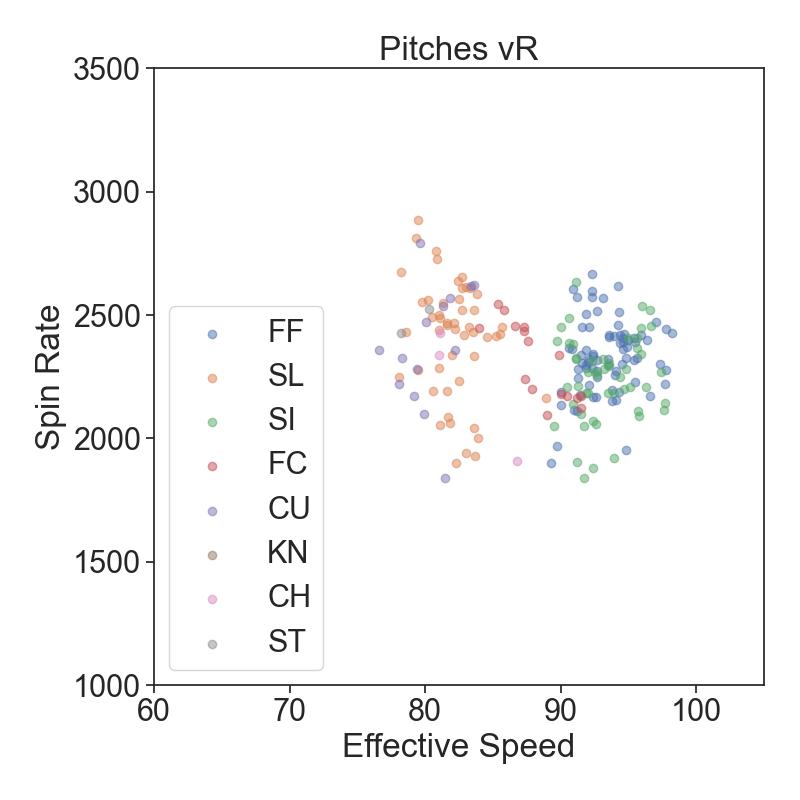 Pitches vR
3500
3000
2500
2000
1500
1000
Spin Rate
FF
SL
SI
FC
CU
KN
CH
ST
60 70 80 90 100
Effective Speed